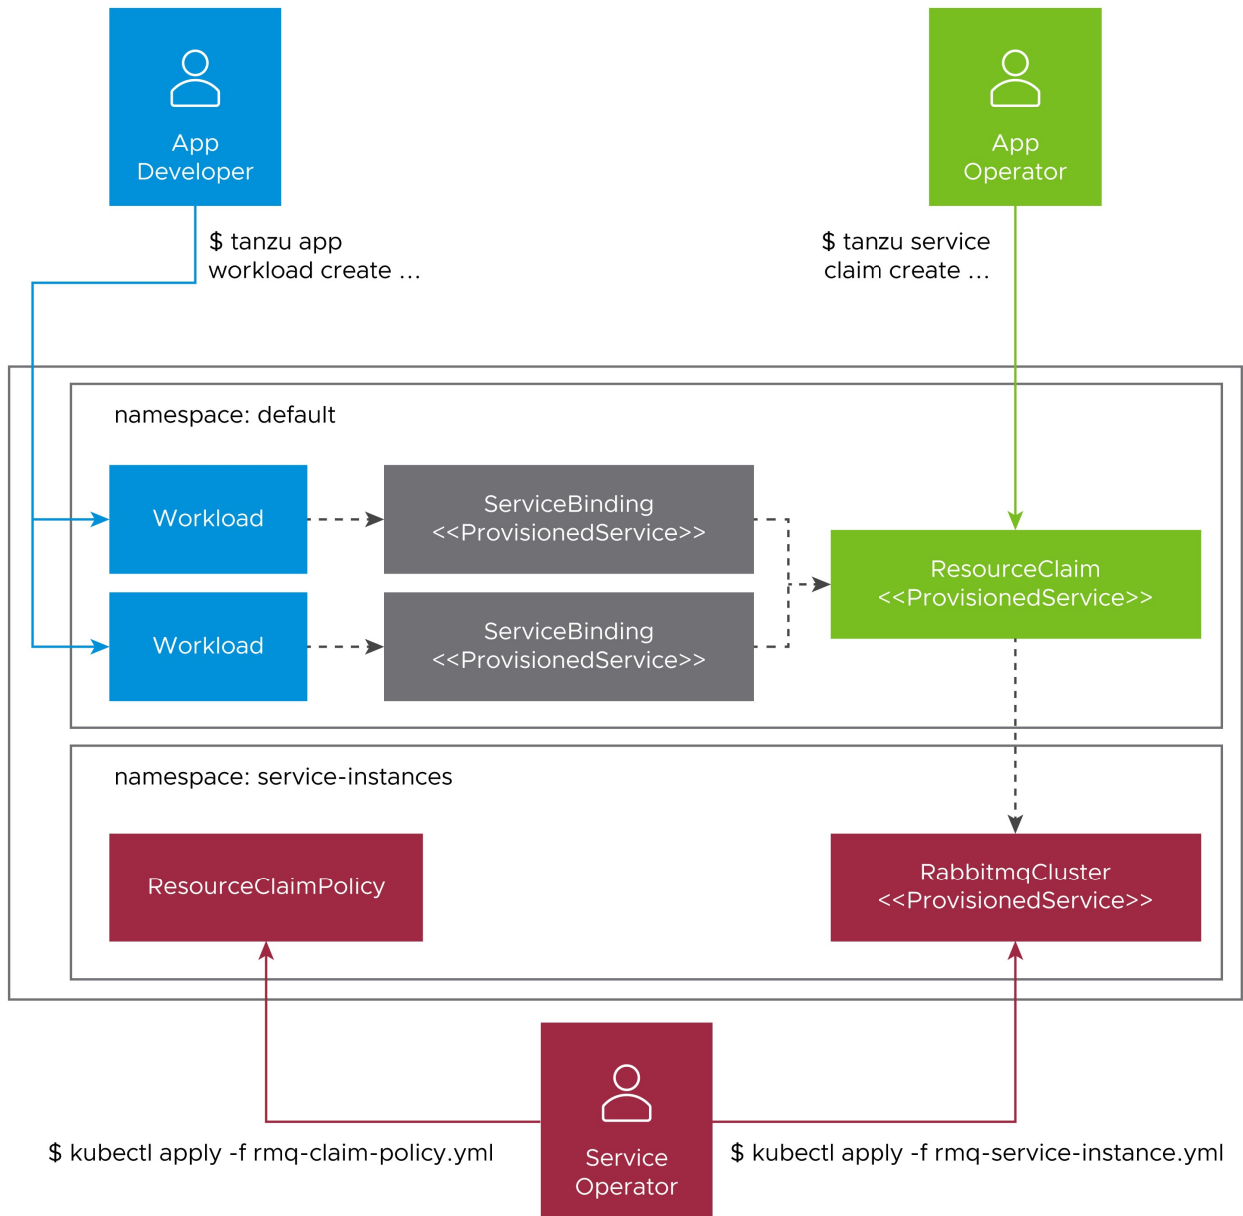 App
Developer
App
Operator
$ tanzu app
workload create ...
$ tanzu service
claim create ...
namespace: default
Workload
ServiceBinding
<<ProvisionedService>>
ResourceClaim
<<ProvisionedService>>
Workload
ServiceBinding
<<ProvisionedService>>
namespace: service-instances
ResourceClaimPolicy
RabbitmqCluster
<<ProvisionedService>>
$ kubectl apply -f rmq-claim-policy.yml
Service
Operator
$ kubectl apply -f rmq-service-instance.yml